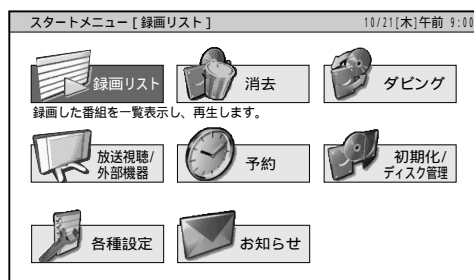 スタートメニュー [ 録画リスト ]
10/21[木]午前 9:00
録画リスト
消去
ダビング
録画した番組を一覧表示し、再生します。
放送視聴/
外部機器
予約
初期化/
ディスク管理
各種設定
お知らせ